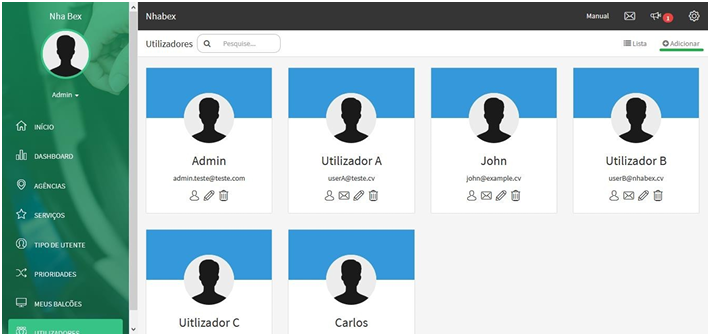 Nha Bex
Admin
INÍCIO
DASHBOARD
AGÊNCIAS
SERVIÇOS
TIPO DE UTENTE
PRIORIDADES
MEUS BALCÕES
UTILIZADORES
Nhabex
Manual
1
Utilizadores
Pesquise...
Lista
Adicionar
Admin
admin.teste@teste.com
Utilizador A
userA@teste.cv
John
john@example.cv
Utilizador B
userB@nhabex.cv
Uitlizador C
Carlos